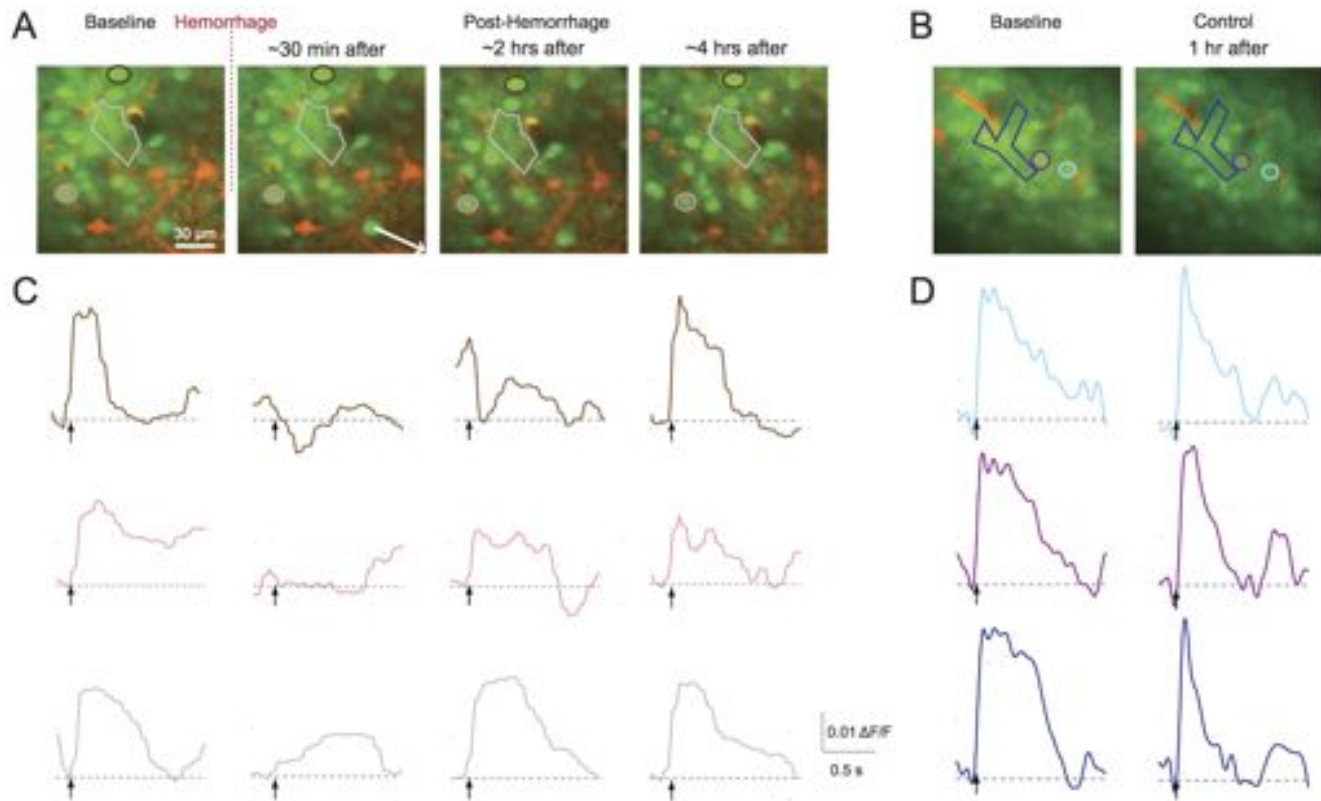 A
Baseline
Hemorrhage
Post-Hemorrhage
~30 min after
~2 hrs after
~4 hrs after
30 µm
B
Baseline
Control
1 hr after
C
0.01 ΔF/F
0.5 s
D